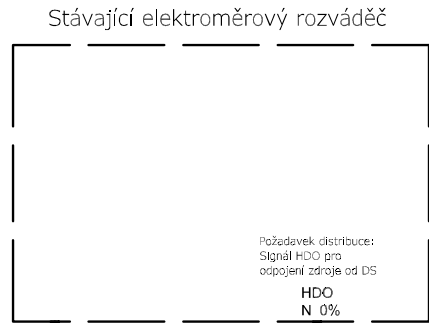 Stávající elektroměrový rozváděč
Požadavek distribuce:
Signál HDO pro
odpojení zdroje od DS
HDO
N 0%